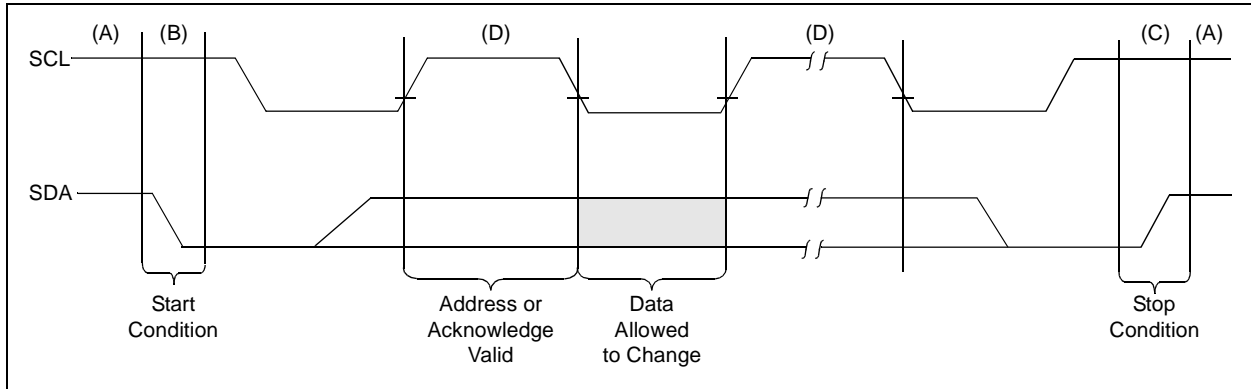 (A) (B) (D) (D) (C) (A)
SCL
SDA
Start
Condition
Address or
Acknowledge
Valid
Data
Allowed
to Change
Stop
Condition